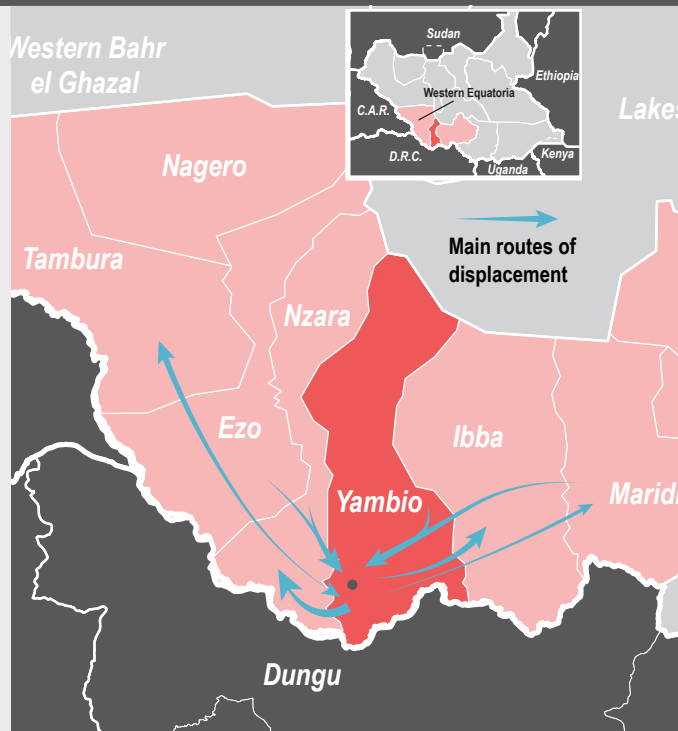 Western Bahr
el Ghazal
Sudan
Ethiopia
Western Equatoria
C.A.R.
D.R.C.
Kenya
Uganda
Lakes
Nagero
Main routes of
displacement
Tambura
Nzara
Ezo
Ibba
Yambio
Maridi
Dungu